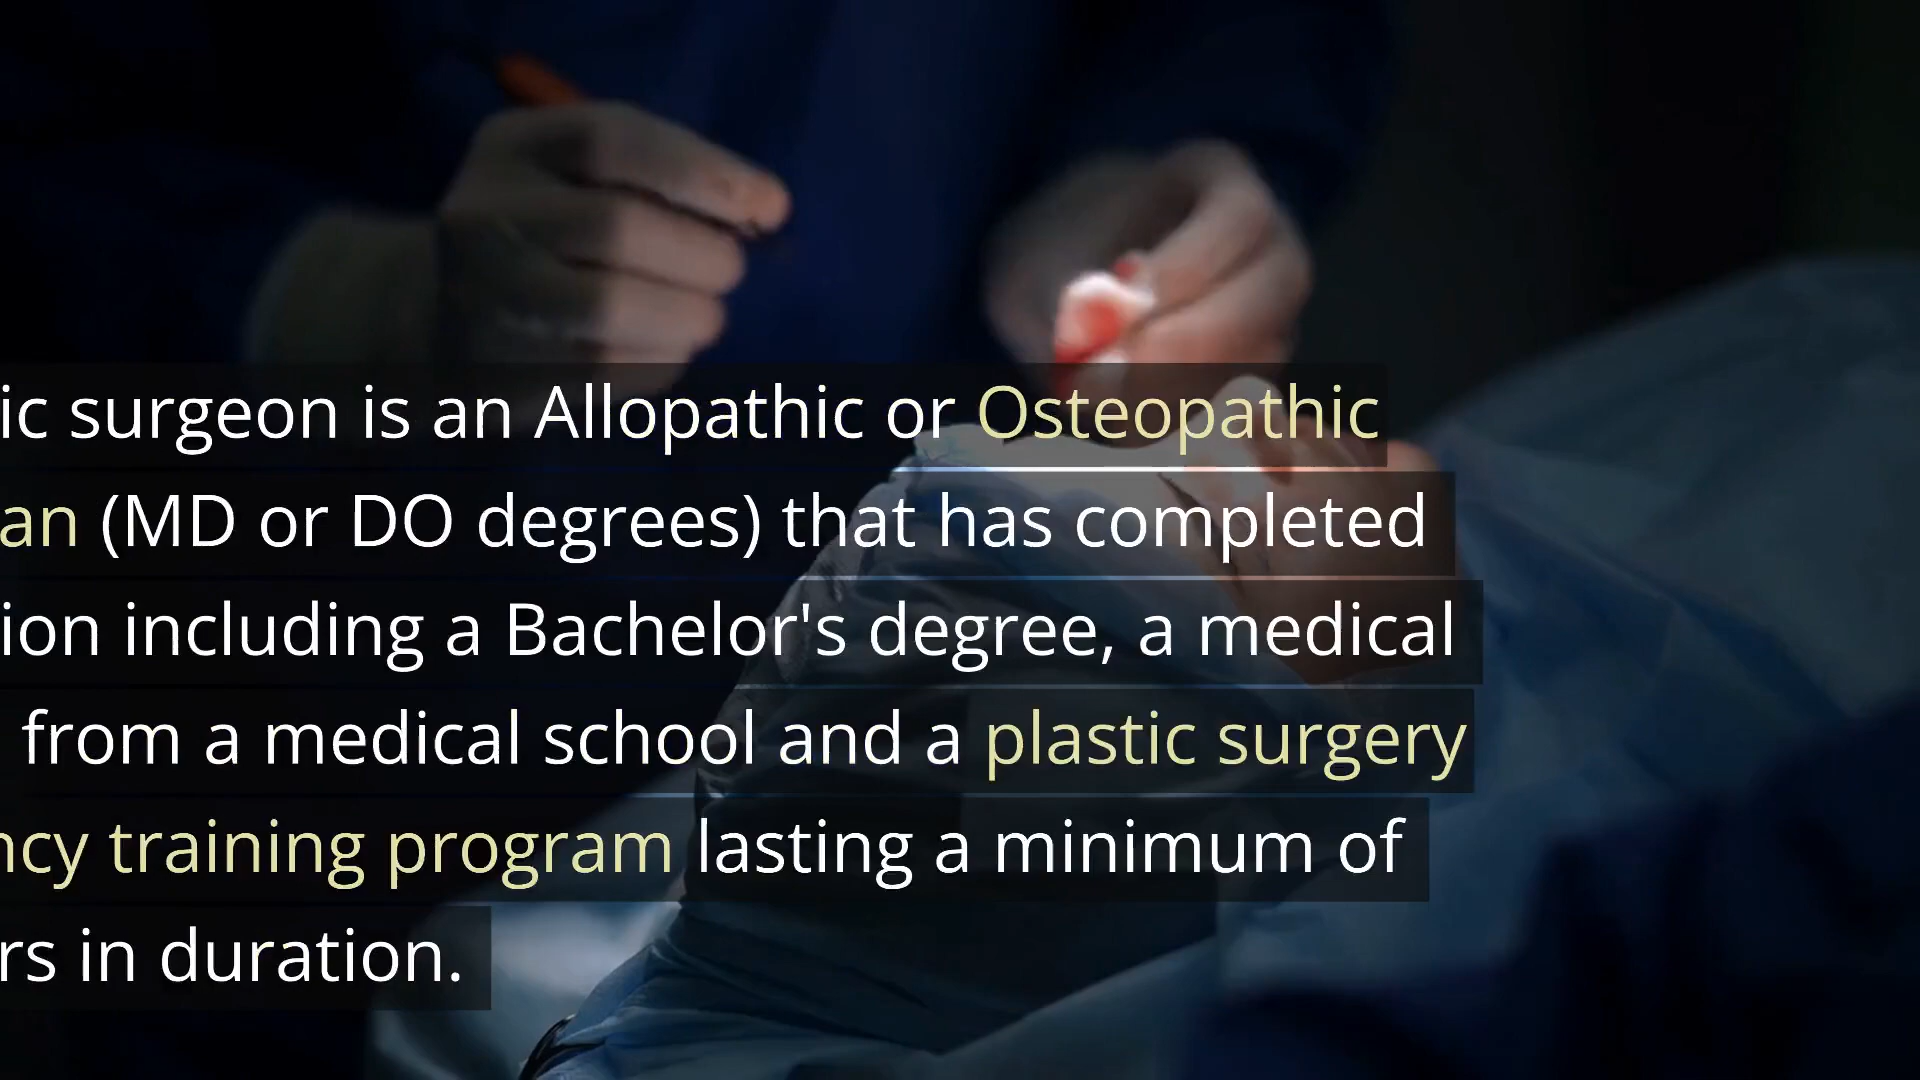 ic surgeon is an Allopathic or Osteopathic
an (MD or DO degrees) that has completed
ion including a Bachelor's degree, a medical
from a medical school and a plastic surgery
ncy training program lasting a minimum of
rs in duration.